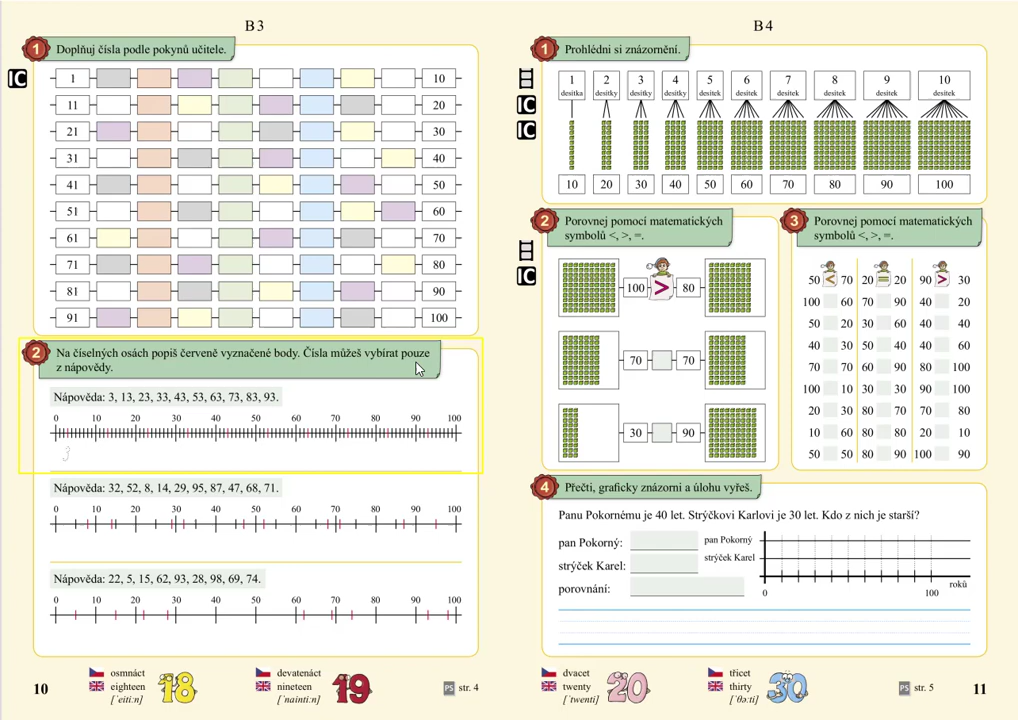 B 3
1 Doplňuj čísla podle pokynů učitele.
IC
1 10
11 20
21 30
31 40
41 50
51 60
61 70
71 80
81 90
91 100
2 Na číselných osách popiš červeně vyznačené body. Čísla můžeš vybírat pouze
z nápovědy.
Nápověda: 3, 13, 23, 33, 43, 53, 63, 73, 83, 93.
0 10 20 30 40 50 60 70 80 90 100
3
Nápověda: 32, 52, 8, 14, 29, 95, 87, 47, 68, 71.
0 10 20 30 40 50 60 70 80 90 100
Nápověda: 22, 5, 15, 62, 93, 28, 98, 69, 74.
0 10 20 30 40 50 60 70 80 90 100
10
osmnáct
eighteen
[ˈeiti:n]
18
devatenáct
nineteen
[ˈnainti:n]
19
PS str. 4
B 4
1 Prohlédni si znázornění.
IC
IC
1 2 3 4 5 6 7 8 9 10
desítka desítky desítky desítky desítek desítek desítek desítek desítek desítek
10 20 30 40 50 60 70 80 90 100
2 Porovnej pomocí matematických
symbolů <, >, =.
IC
100 > 80
70 70
30 90
3 Porovnej pomocí matematických
symbolů <, >, =.
50 < 70 20 = 20 90 > 30
100 60 70 90 40 20
50 20 30 60 40 40
40 30 50 40 40 60
70 70 60 90 80 100
100 10 30 30 90 100
20 30 80 70 70 80
10 60 80 80 20 10
50 50 80 90 100 90
4 Přečti, graficky znázorni a úlohu vyřeš.
Panu Pokornému je 40 let. Strýčkovi Karlovi je 30 let. Kdo z nich je starší?
pan Pokorný:
strýček Karel:
porovnání:
pan Pokorný
strýček Karel
roků
0 100
dvacet
twenty
[ˈtwenti]
20
třicet
thirty
[ˈθə:ti]
30
PS str. 5
11